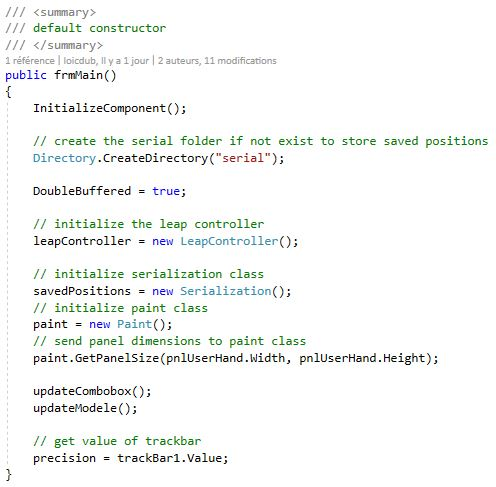 /// <summary>
/// default constructor
/// </summary>
1 référence | loicdub, Il y a 1 jour | 2 auteurs, 11 modifications
public frmMain()
{
    InitializeComponent();

    // create the serial folder if not exist to store saved positions
    Directory.CreateDirectory("serial");

    DoubleBuffered = true;

    // initialize the leap controller
    leapController = new LeapController();

    // initialize serialization class
    savedPositions = new Serialization();
    // initialize paint class
    paint = new Paint();
    // send panel dimensions to paint class
    paint.GetPanelSize(pnlUserHand.Width, pnlUserHand.Height);

    updateCombobox();
    updateModele();

    // get value of trackbar
    precision = trackBar1.Value;
}